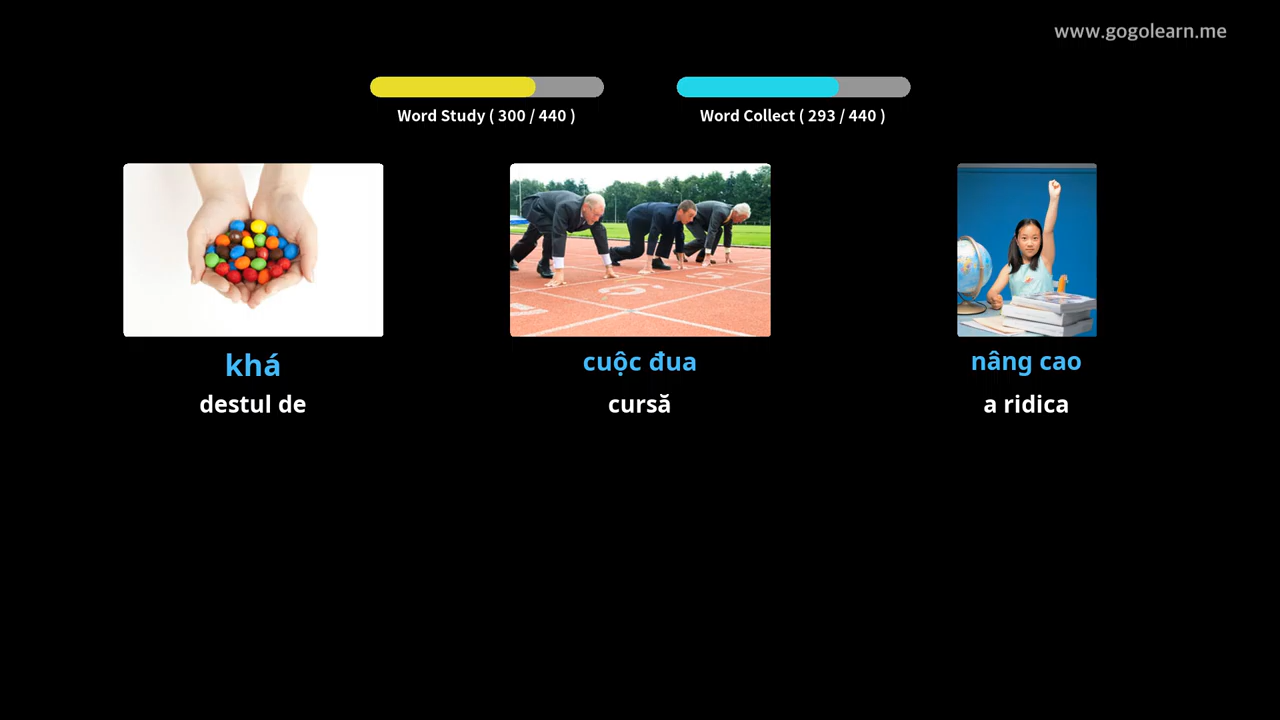 www.gogolearn.me
Word Study ( 300 / 440 )
Word Collect ( 293 / 440 )
khá
cuộc đua
nâng cao
destul de
cursă
a ridica